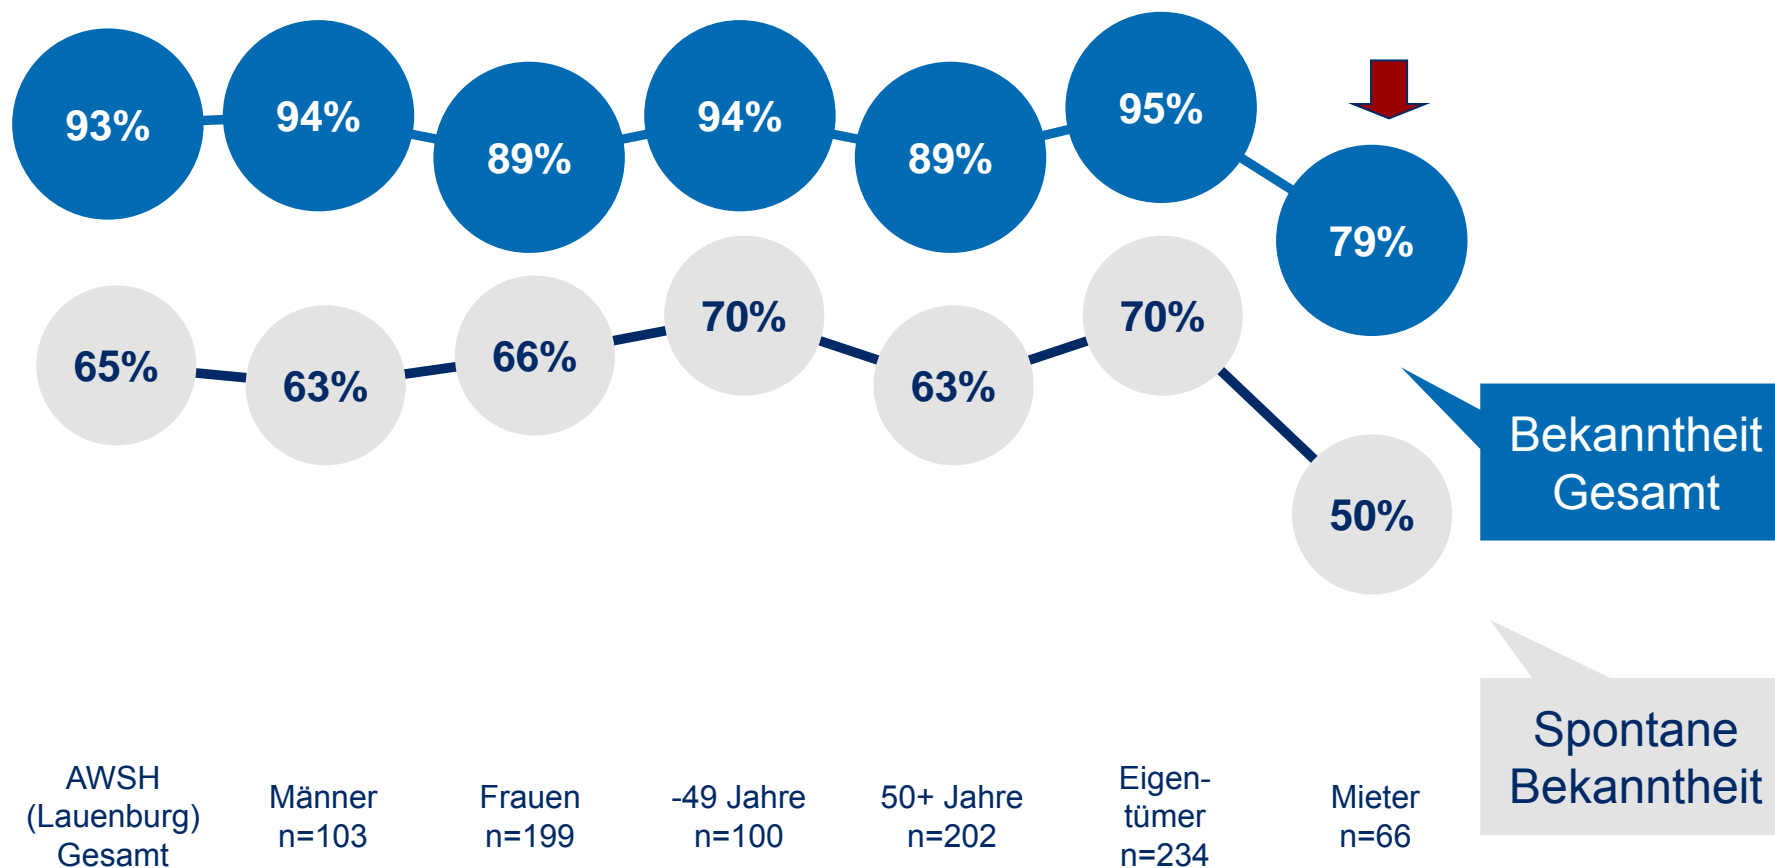 93%
94%
89%
94%
89%
95%
79%
65%
63%
66%
70%
63%
70%
50%
Bekanntheit
Gesamt
Spontane
Bekanntheit
AWSH
(Lauenburg)
Gesamt
Männer
n=103
Frauen
n=199
-49 Jahre
n=100
50+ Jahre
n=202
Eigen-
tümer
n=234
Mieter
n=66